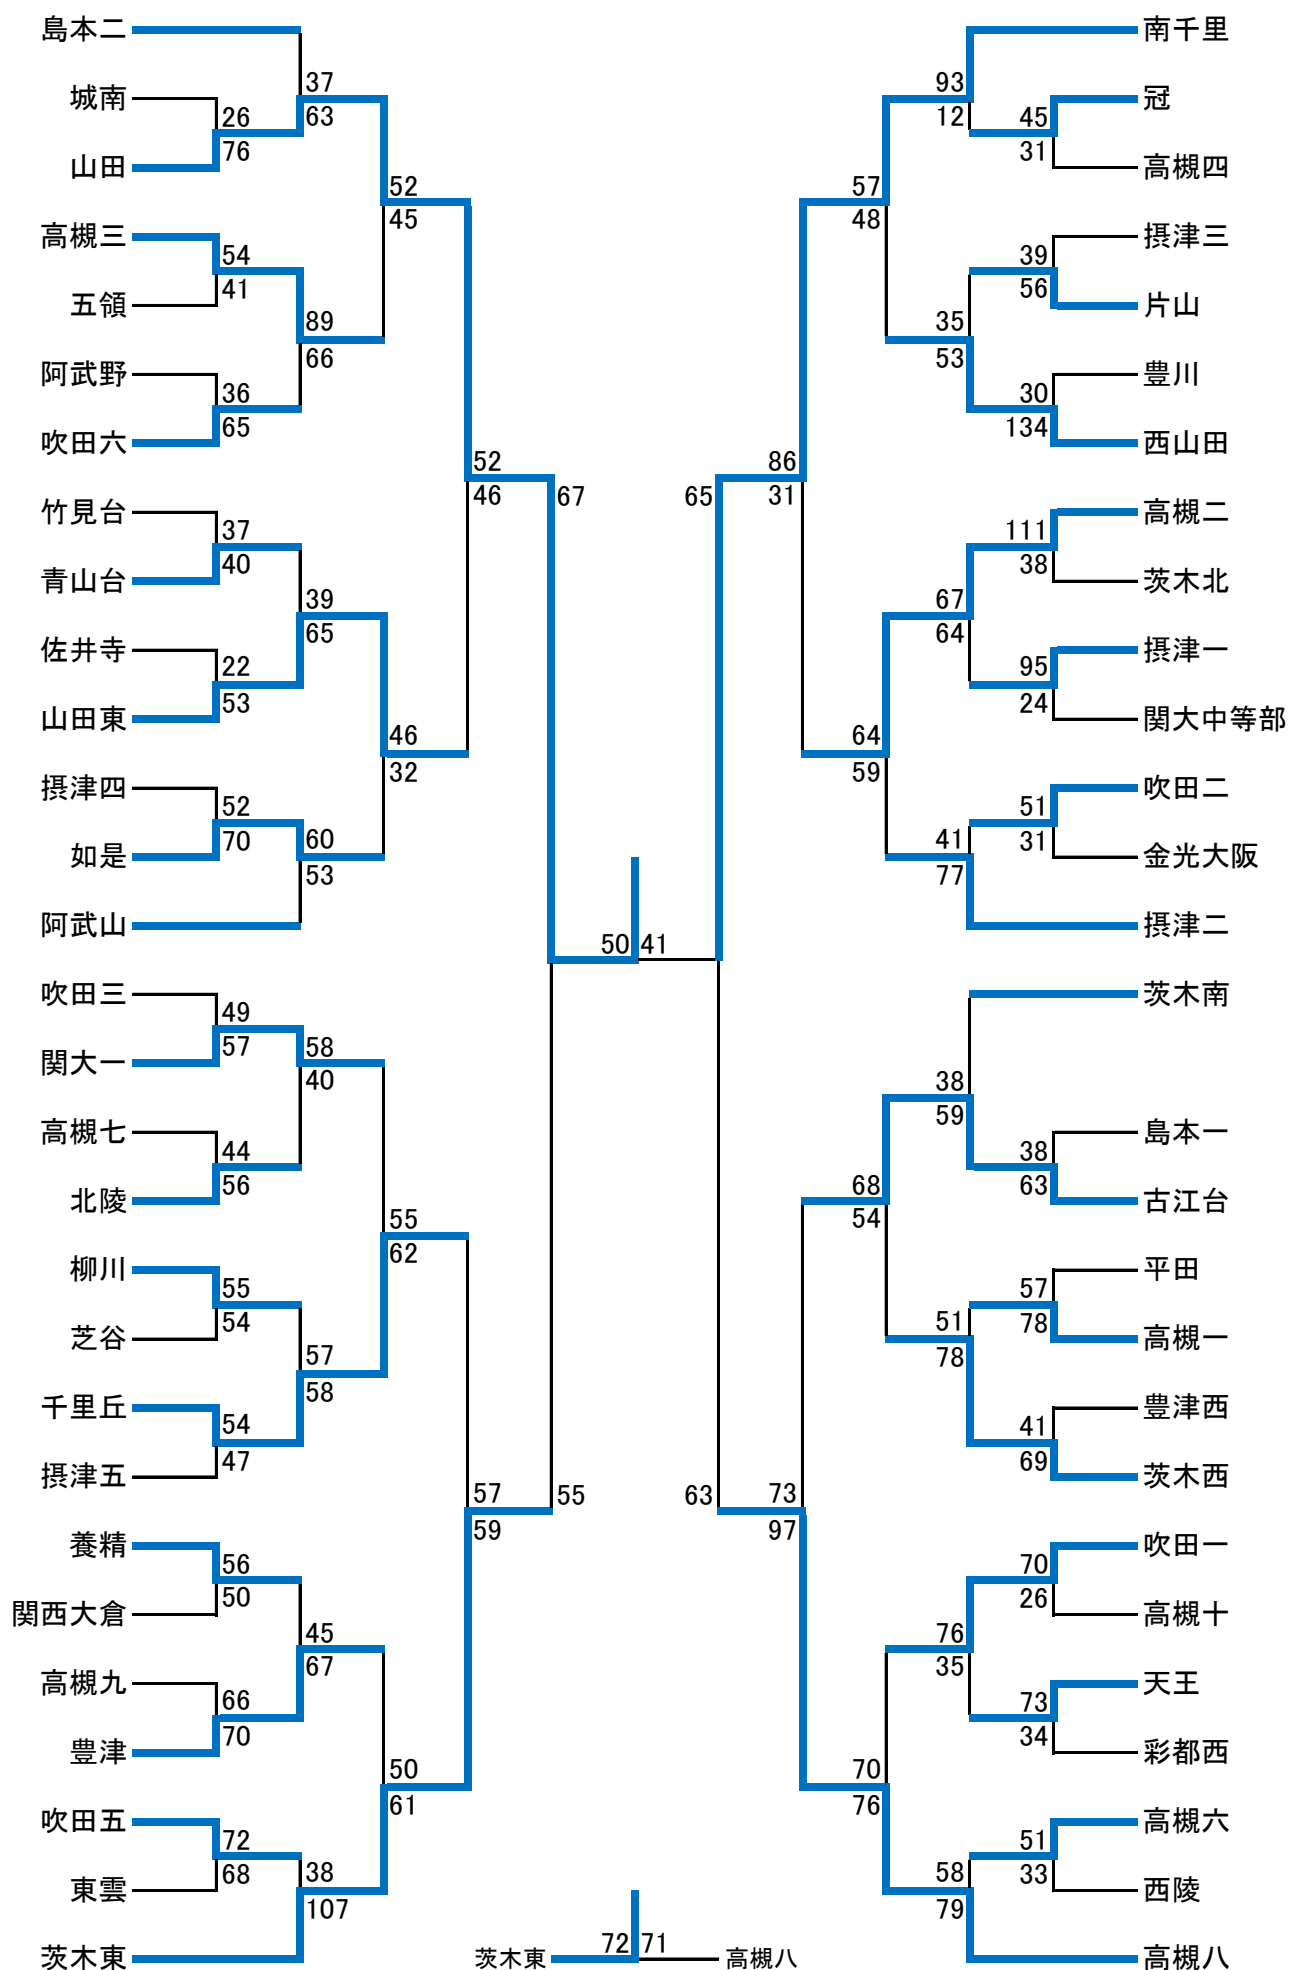 島本二
城南
山田
高槻三
五領
阿武野
吹田六
竹見台
青山台
佐井寺
山田東
摂津四
如是
阿武山
吹田三
関大一
高槻七
北陵
柳川
芝谷
千里丘
摂津五
養精
関西大倉
高槻九
豊津
吹田五
東雲
茨木東
26
76
54
41
36
65
37
40
22
53
52
70
49
57
44
56
55
54
54
47
56
50
66
70
72
68
37
63
89
66
39
65
60
53
58
40
57
58
45
67
38
107
52
45
46
32
55
62
50
61
52
46
57
59
67
55
50
41
65
63
86
31
73
97
57
48
64
59
68
54
70
76
93
12
35
53
67
64
41
77
38
59
51
78
76
35
58
79
45
31
39
56
30
134
111
38
95
24
51
31
38
63
57
78
41
69
70
26
73
34
51
33
南千里
冠
高槻四
摂津三
片山
豊川
西山田
高槻二
茨木北
摂津一
関大中等部
吹田二
金光大阪
摂津二
茨木南
島本一
古江台
平田
高槻一
豊津西
茨木西
吹田一
高槻十
天王
彩都西
高槻六
西陵
高槻八
茨木東
72
71
高槻八